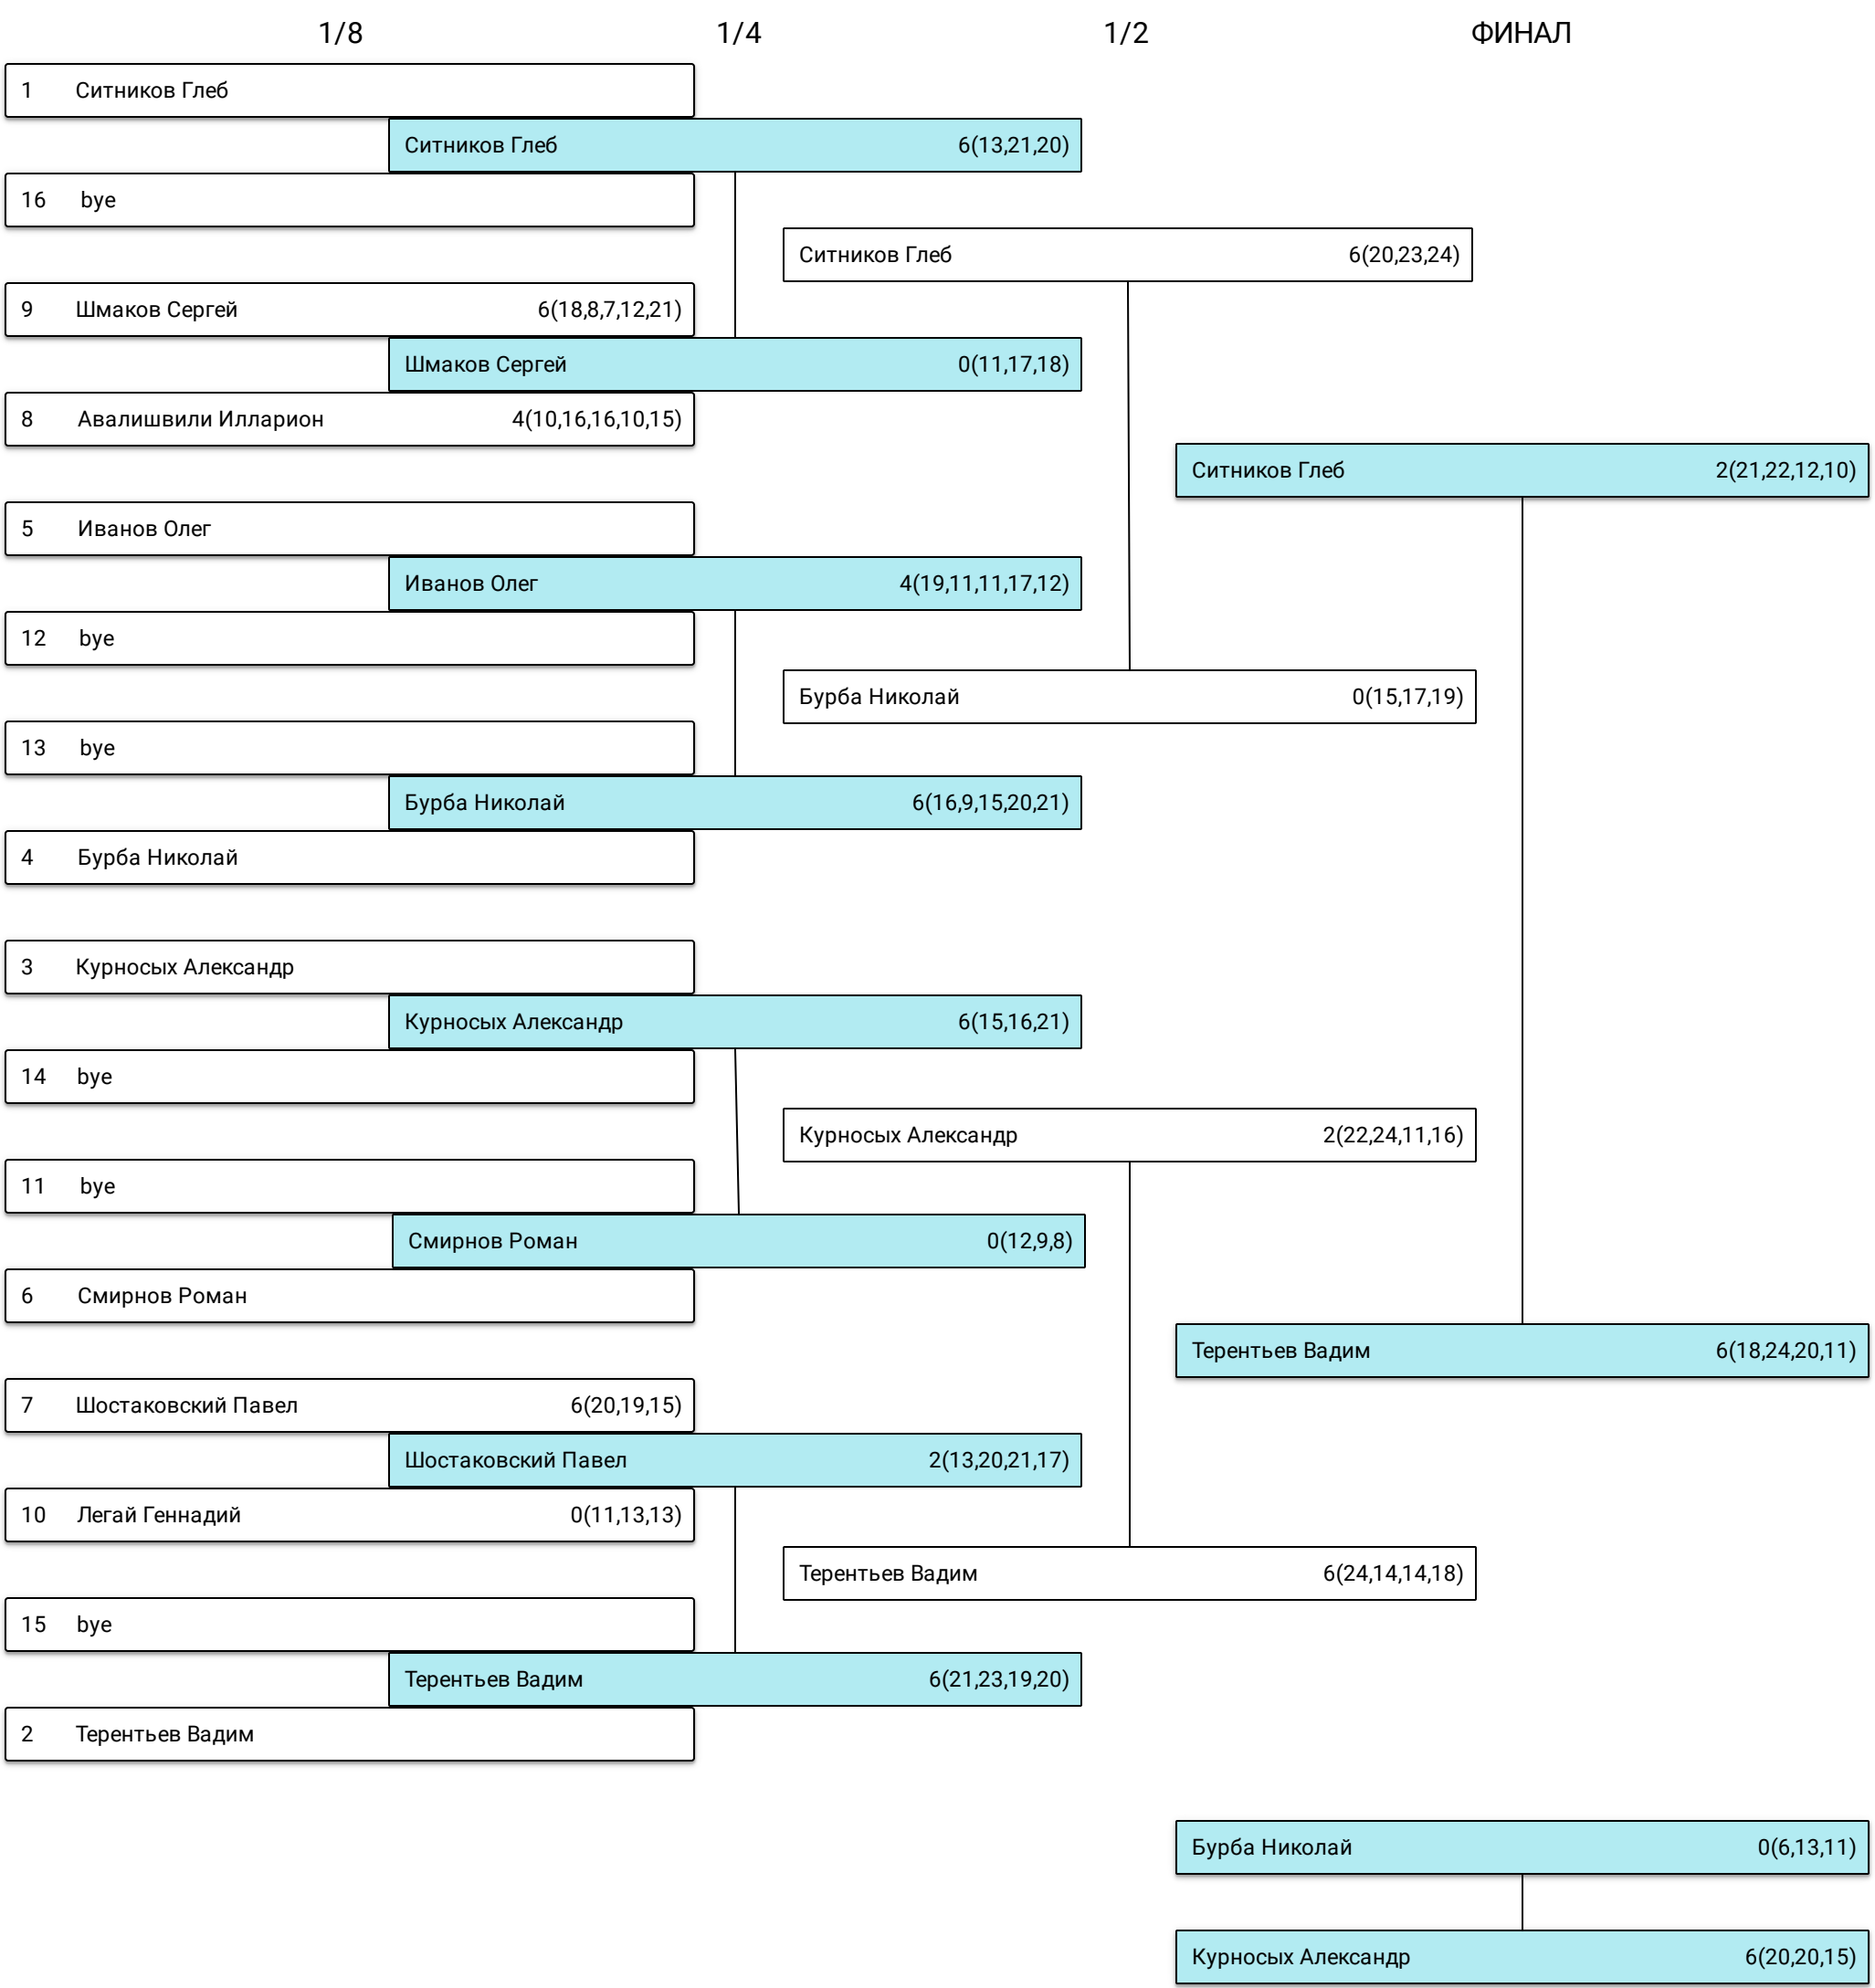 1/8 1/4 1/2 ФИНАЛ
1 Ситников Глеб
Ситников Глеб 6(13,21,20)
16 bye
Ситников Глеб 6(20,23,24)
9 Шмаков Сергей 6(18,8,7,12,21)
Шмаков Сергей 0(11,17,18)
8 Авалишвили Илларион 4(10,16,16,10,15)
Ситников Глеб 2(21,22,12,10)
5 Иванов Олег
Иванов Олег 4(19,11,11,17,12)
12 bye
Бурба Николай 0(15,17,19)
13 bye
Бурба Николай 6(16,9,15,20,21)
4 Бурба Николай
3 Курносых Александр
Курносых Александр 6(15,16,21)
14 bye
Курносых Александр 2(22,24,11,16)
11 bye
Смирнов Роман 0(12,9,8)
6 Смирнов Роман
Терентьев Вадим 6(18,24,20,11)
7 Шостаковский Павел 6(20,19,15)
Шостаковский Павел 2(13,20,21,17)
10 Легай Геннадий 0(11,13,13)
Терентьев Вадим 6(24,14,14,18)
15 bye
Терентьев Вадим 6(21,23,19,20)
2 Терентьев Вадим
Бурба Николай 0(6,13,11)
Курносых Александр 6(20,20,15)